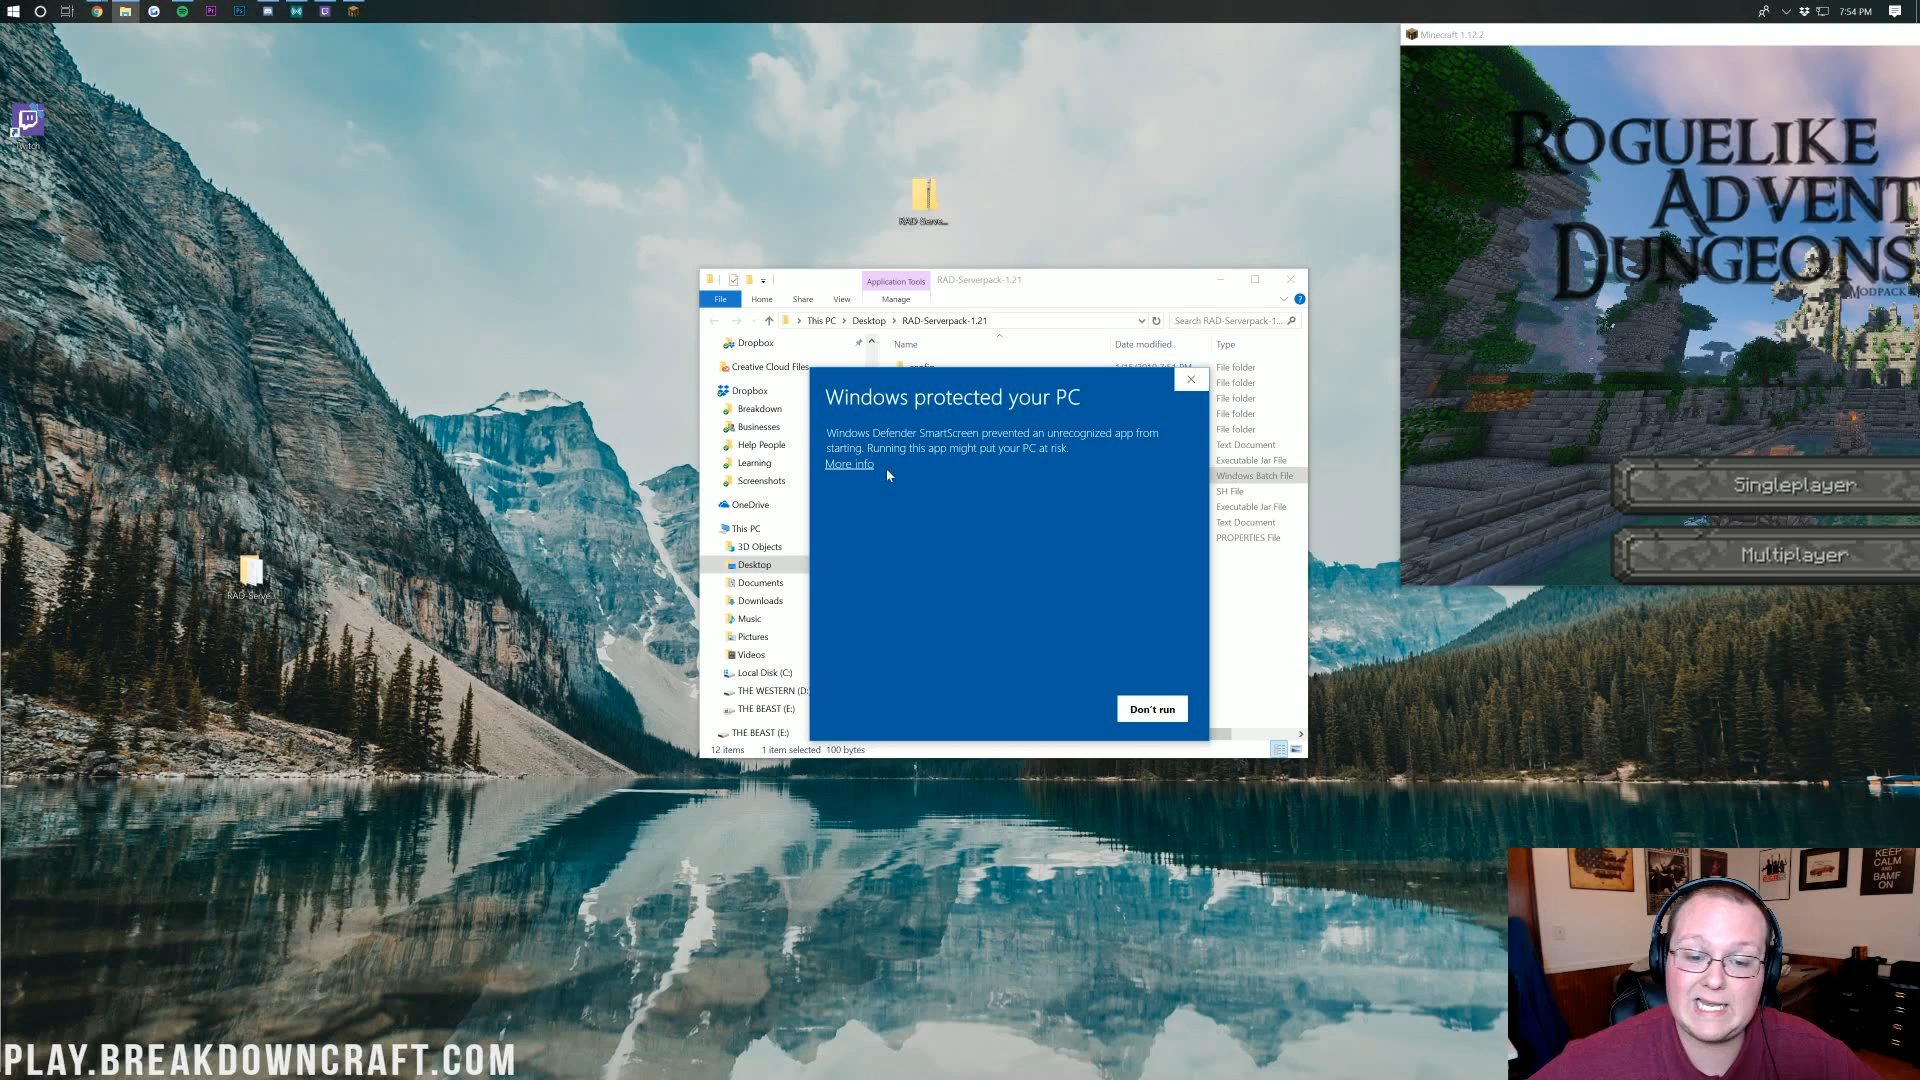 7:54 PM
Twitch
RAD-Serve...
RAD-Serve...
Minecraft 1.12.2
ROGUELIKE
ADVENT
DUNGEONS
MODPACK
Singleplayer
Multiplayer
Application Tools
RAD-Serverpack-1.21
File
Home
Share
View
Manage
This PC
Desktop
RAD-Serverpack-1.21
Search RAD-Serverpack-1...
Name
Date modified
Type
Dropbox
Creative Cloud Files
Dropbox
Breakdown
Businesses
Help People
Learning
Screenshots
OneDrive
This PC
3D Objects
Desktop
Documents
Downloads
Music
Pictures
Videos
Local Disk (C:)
THE WESTERN (D:
THE BEAST (E:)
THE BEAST (E:)
File folder
File folder
File folder
File folder
File folder
Text Document
Executable Jar File
Windows Batch File
SH File
Executable Jar File
Text Document
PROPERTIES File
12 items 1 item selected 100 bytes
Windows protected your PC
Windows Defender SmartScreen prevented an unrecognized app from
starting. Running this app might put your PC at risk.
More info
Don't run
KEEP
CALM
AND
BAMF
ON
PLAY.BREAKDOWNCRAFT.COM